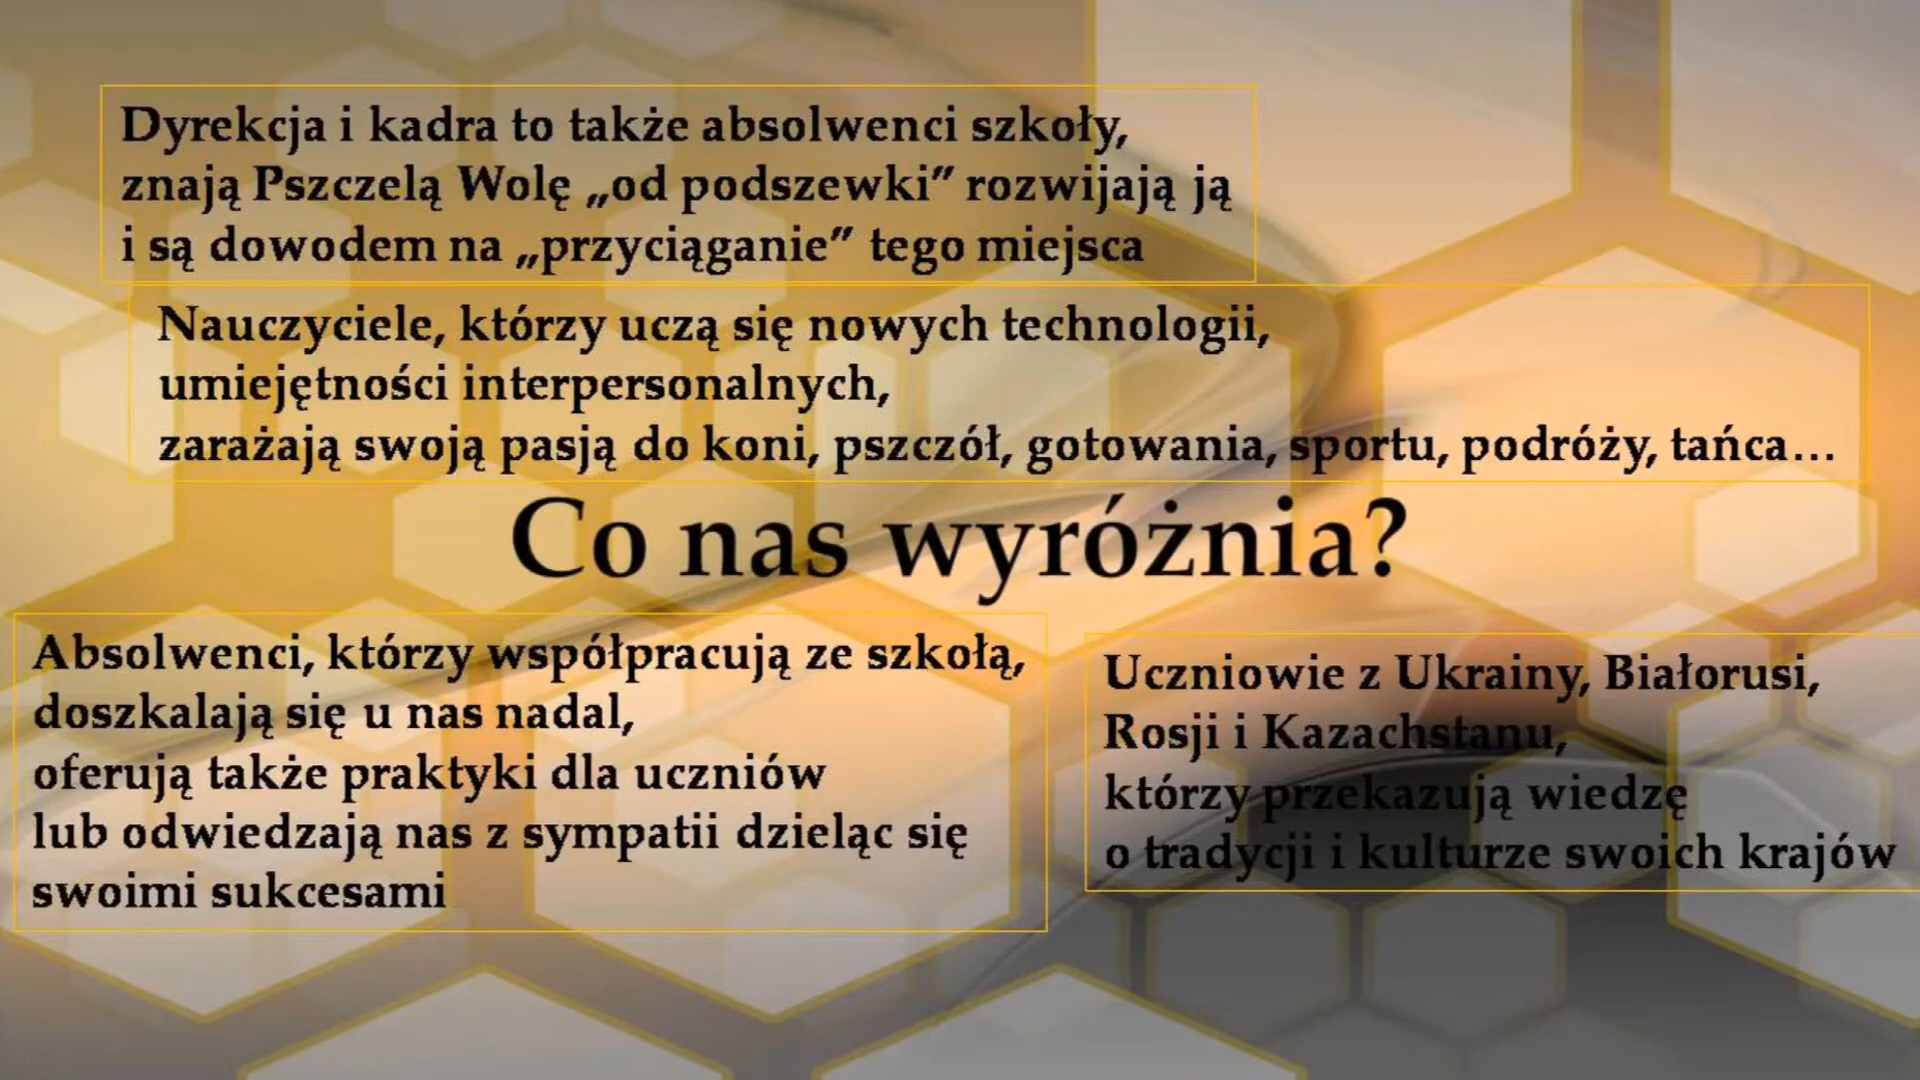 Dyrekcja i kadra to także absolwenci szkoły,
znają Pszczelą Wolę „od podszewki” rozwijają ją
i są dowodem na „przyciąganie” tego miejsca
Nauczyciele, którzy uczą się nowych technologii,
umiejętności interpersonalnych,
zarażają swoją pasją do koni, pszczół, gotowania, sportu, podróży, tańca...
Co nas wyróżnia?
Absolwenci, którzy współpracują ze szkołą,
doszkalają się u nas nadal,
oferują także praktyki dla uczniów
lub odwiedzają nas z sympatii dzieląc się
swoimi sukcesami
Uczniowie z Ukrainy, Białorusi,
Rosji i Kazachstanu,
którzy przekazują wiedzę
o tradycji i kulturze swoich krajów